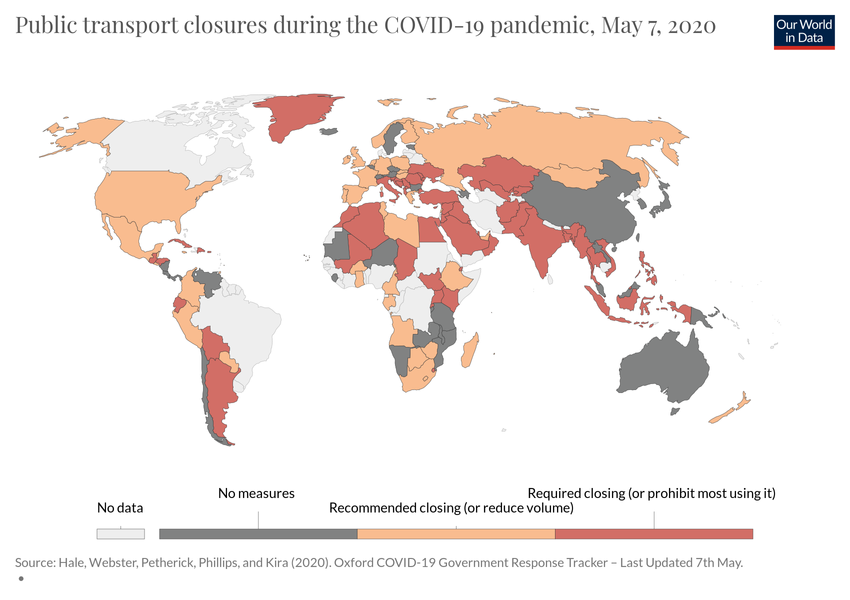 Public transport closures during the COVID-19 pandemic, May 7, 2020
Our World
in Data
No data
No measures
Recommended closing (or reduce volume)
Required closing (or prohibit most using it)
Source: Hale, Webster, Petherick, Phillips, and Kira (2020). Oxford COVID-19 Government Response Tracker – Last Updated 7th May.
•